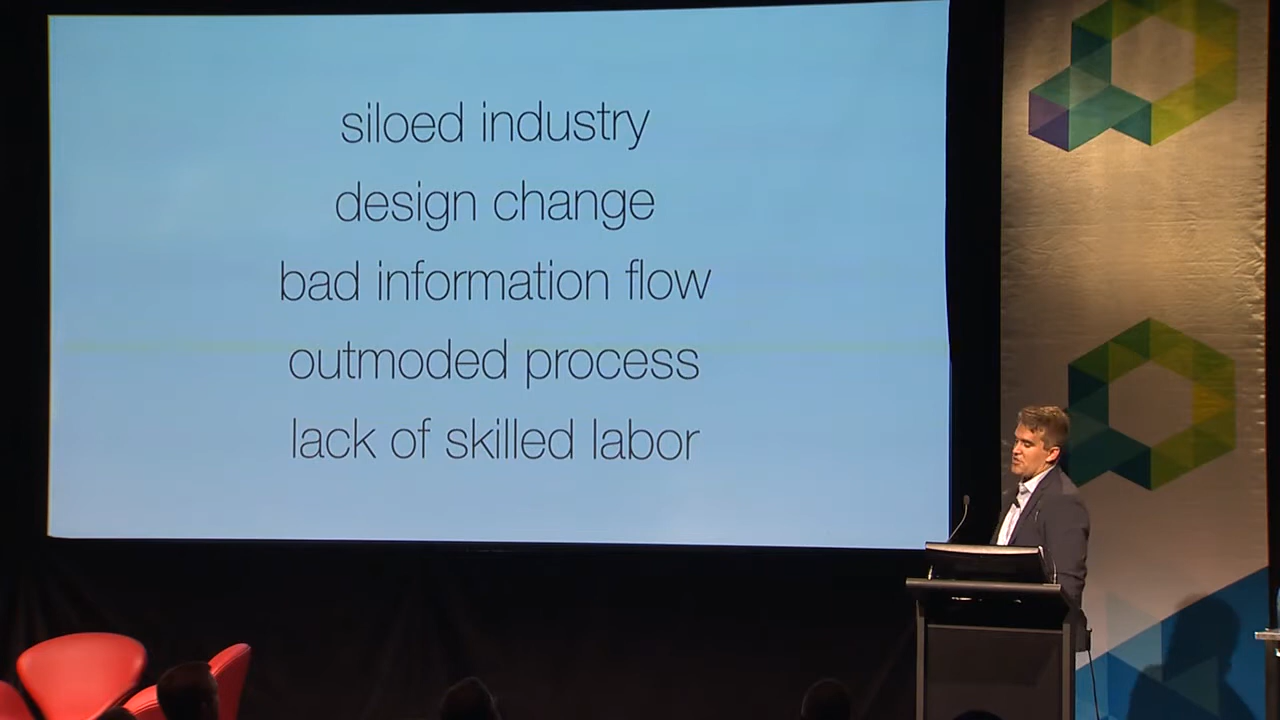 siloed industry
design change
bad information flow
outmoded process
lack of skilled labor